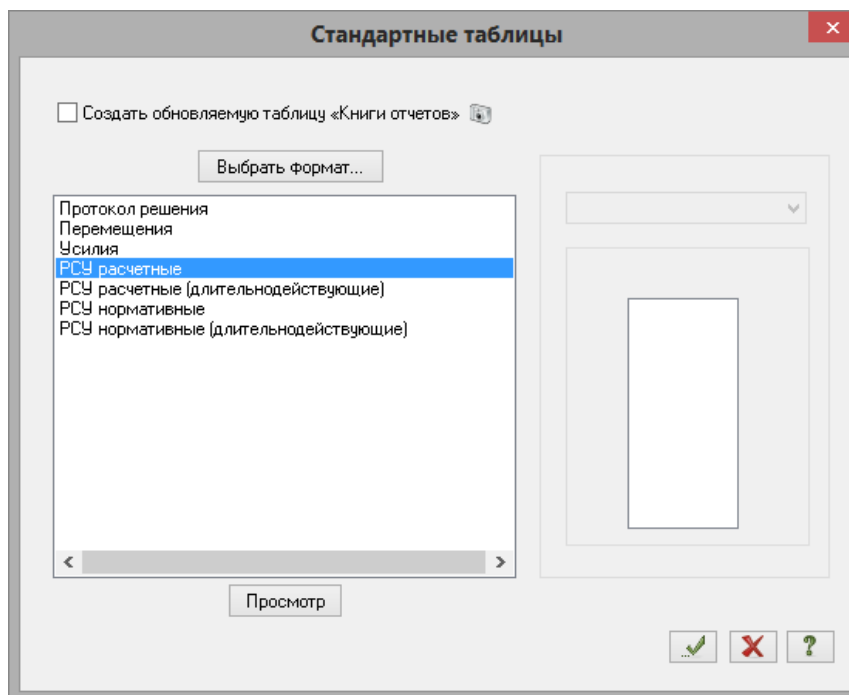 Стандартные таблицы
Создать обновляемую таблицу «Книги отчетов»
Выбрать формат...
Протокол решения
Перемещения
Усилия
РСУ расчетные
РСУ расчетные (длительнодействующие)
РСУ нормативные
РСУ нормативные (длительнодействующие)
Просмотр